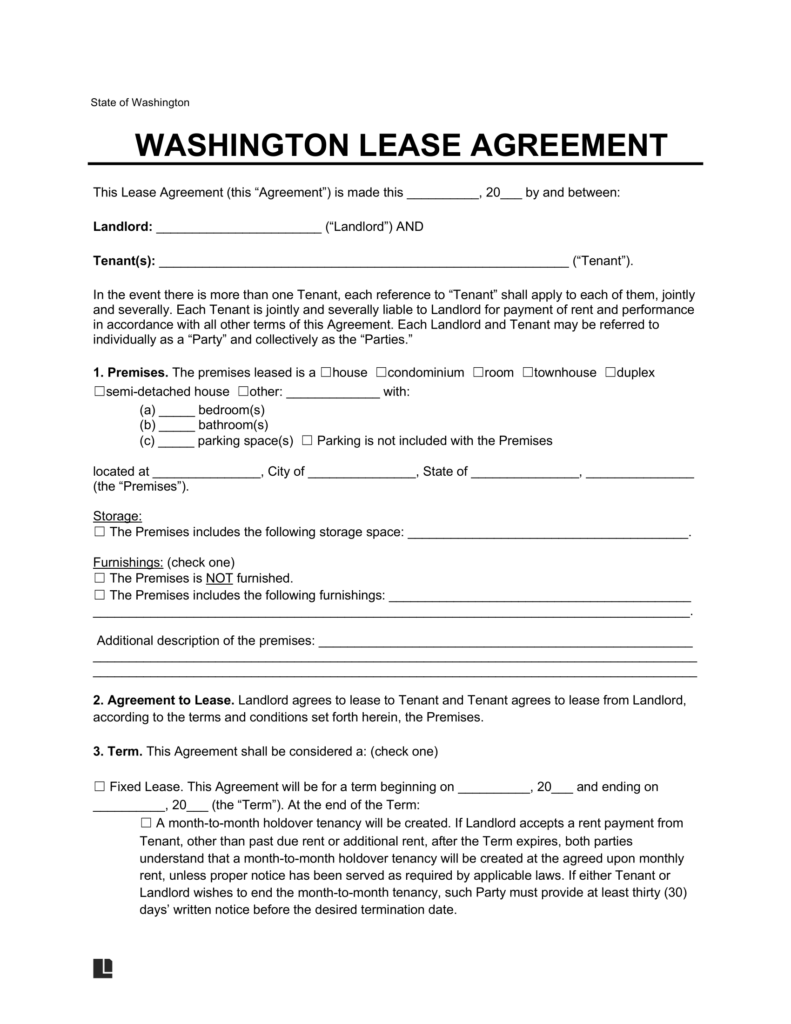 State of Washington
WASHINGTON LEASE AGREEMENT
This Lease Agreement (this “Agreement”) is made this __________, 20___ by and between:
Landlord: _______________________ (“Landlord”) AND
Tenant(s): _________________________________________________________ (“Tenant”).
In the event there is more than one Tenant, each reference to “Tenant” shall apply to each of them, jointly
and severally. Each Tenant is jointly and severally liable to Landlord for payment of rent and performance
in accordance with all other terms of this Agreement. Each Landlord and Tenant may be referred to
individually as a “Party” and collectively as the “Parties.”
1. Premises. The premises leased is a ☐house ☐condominium ☐room ☐townhouse ☐duplex
☐semi-detached house ☐other: _____________ with:
(a) _____ bedroom(s)
(b) _____ bathroom(s)
(c) _____ parking space(s) ☐ Parking is not included with the Premises
located at _______________, City of _______________, State of _______________, _______________
(the “Premises”).
Storage:
☐ The Premises includes the following storage space: _______________________________________.
Furnishings: (check one)
☐ The Premises is NOT furnished.
☐ The Premises includes the following furnishings: __________________________________________
___________________________________________________________________________________.
Additional description of the premises: ____________________________________________________
____________________________________________________________________________________
____________________________________________________________________________________
2. Agreement to Lease. Landlord agrees to lease to Tenant and Tenant agrees to lease from Landlord,
according to the terms and conditions set forth herein, the Premises.
3. Term. This Agreement shall be considered a: (check one)
☐ Fixed Lease. This Agreement will be for a term beginning on __________, 20___ and ending on
__________, 20___ (the “Term”). At the end of the Term:
☐ A month-to-month holdover tenancy will be created. If Landlord accepts a rent payment from
Tenant, other than past due rent or additional rent, after the Term expires, both parties
understand that a month-to-month holdover tenancy will be created at the agreed upon monthly
rent, unless proper notice has been served as required by applicable laws. If either Tenant or
Landlord wishes to end the month-to-month tenancy, such Party must provide at least thirty (30)
days’ written notice before the desired termination date.